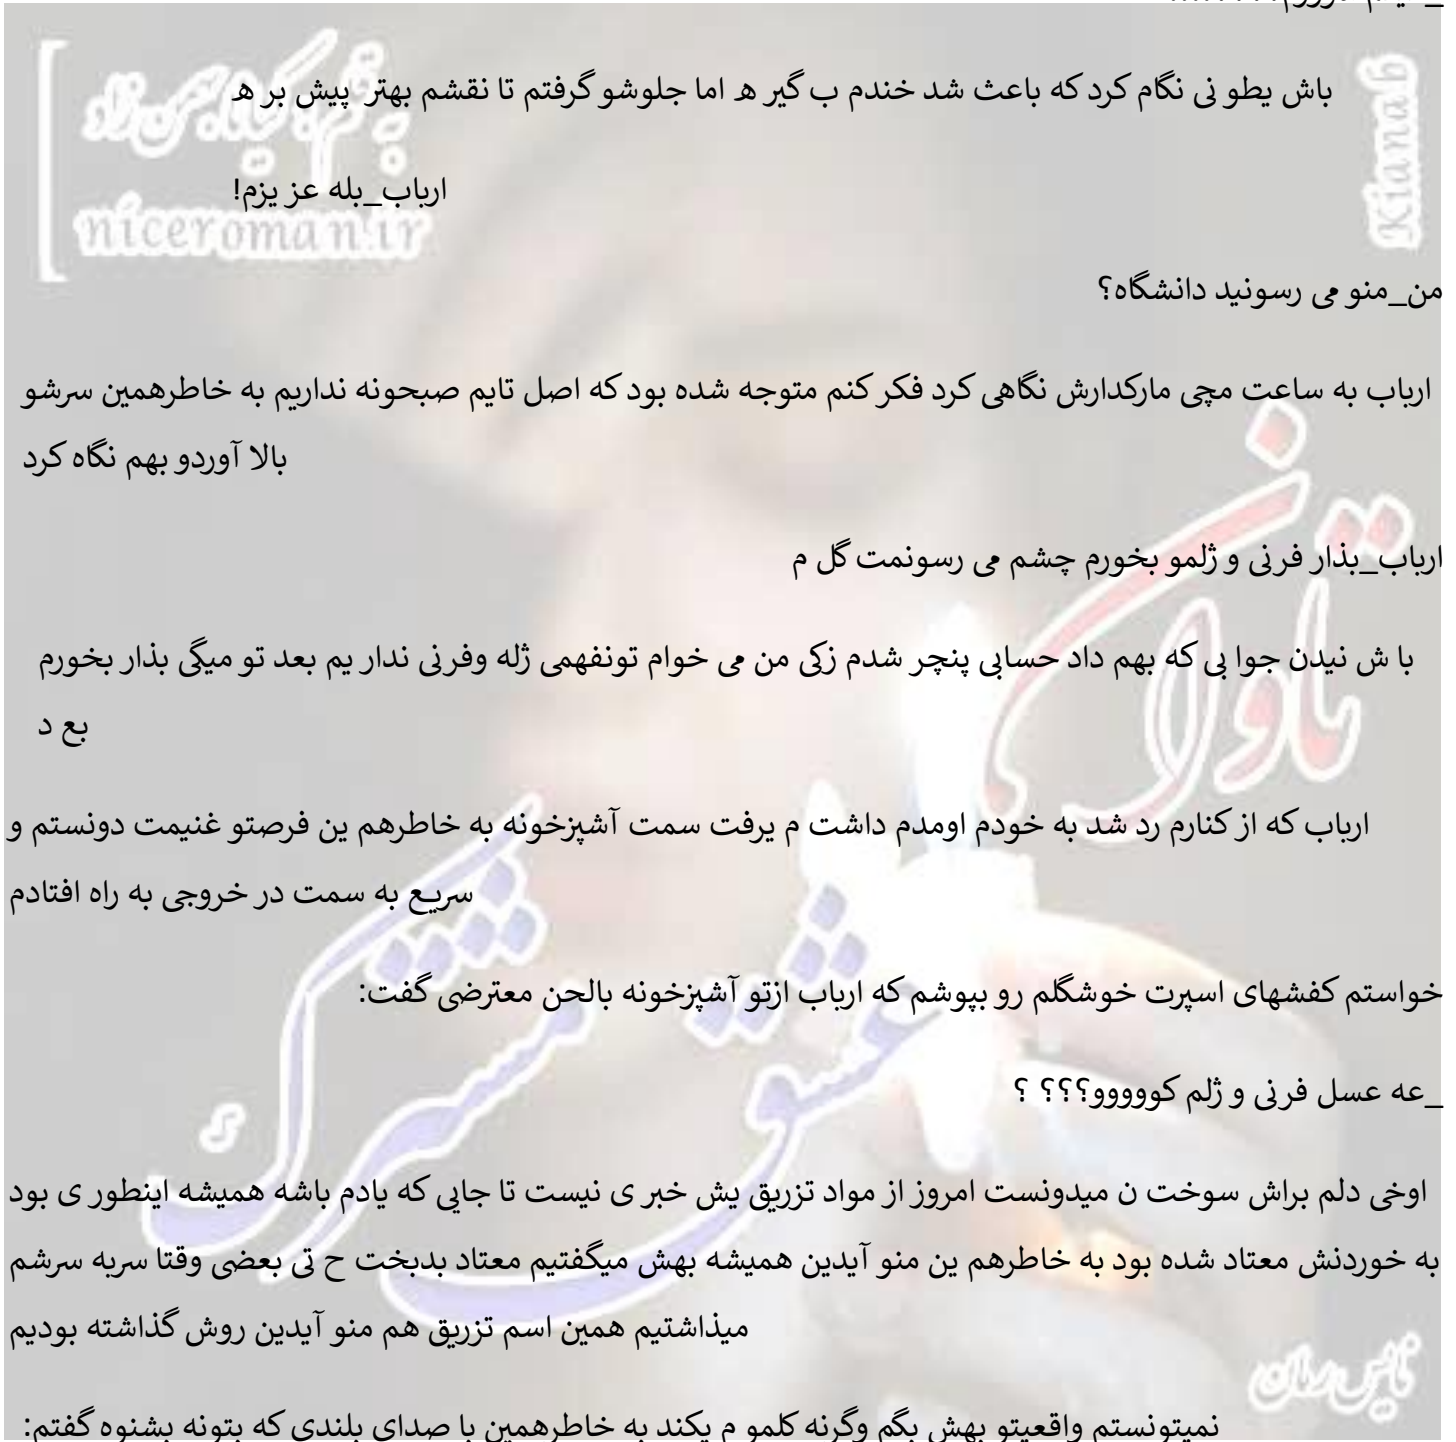 باش یطو نی نگام کرد که باعث شد خندم ب گیر ه اما جلوشو گرفتم تا نقشم بهتر پیش بر ه
ارباب_بله عز یزم!
niceroman.ir
Kianab
من_منو می رسونید دانشگاه؟
ارباب به ساعت مچی مارکدارش نگاهی کرد فکر کنم متوجه شده بود که اصل تایم صبحونه نداریم به خاطرهمین سرشو
بالا آوردو بهم نگاه کرد
ارباب_بذار فرنی و ژلمو بخورم چشم می رسونمت گل م
با ش نیدن جوا بی که بهم داد حسابی پنچر شدم زکی من می خوام تونفهمی ژله وفرنی ندار یم بعد تو میگی بذار بخورم
بع د
تاوان
ارباب که از کنارم رد شد به خودم اومدم داشت م یرفت سمت آشپزخونه به خاطرهم ین فرصتو غنیمت دونستم و
سریع به سمت در خروجی به راه افتادم
عشق مشترک
خواستم کفشهای اسپرت خوشگلم رو بپوشم که ارباب ازتو آشپزخونه بالحن معترضی گفت:
_عه عسل فرنی و ژلم کووووو؟؟؟ ؟
اوخی دلم براش سوخت ن میدونست امروز از مواد تزریق یش خبر ی نیست تا جایی که یادم باشه همیشه اینطور ی بود
به خوردنش معتاد شده بود به خاطرهم ین منو آیدین همیشه بهش میگفتیم معتاد بدبخت ح تی بعضی وقتا سربه سرشم
میذاشتیم همین اسم تزریق هم منو آیدین روش گذاشته بودیم
نایس رمان
نمیتونستم واقعیتو بهش بگم وگرنه کلمو م یکند به خاطرهمین با صدای بلندی که بتونه بشنوه گفتم: